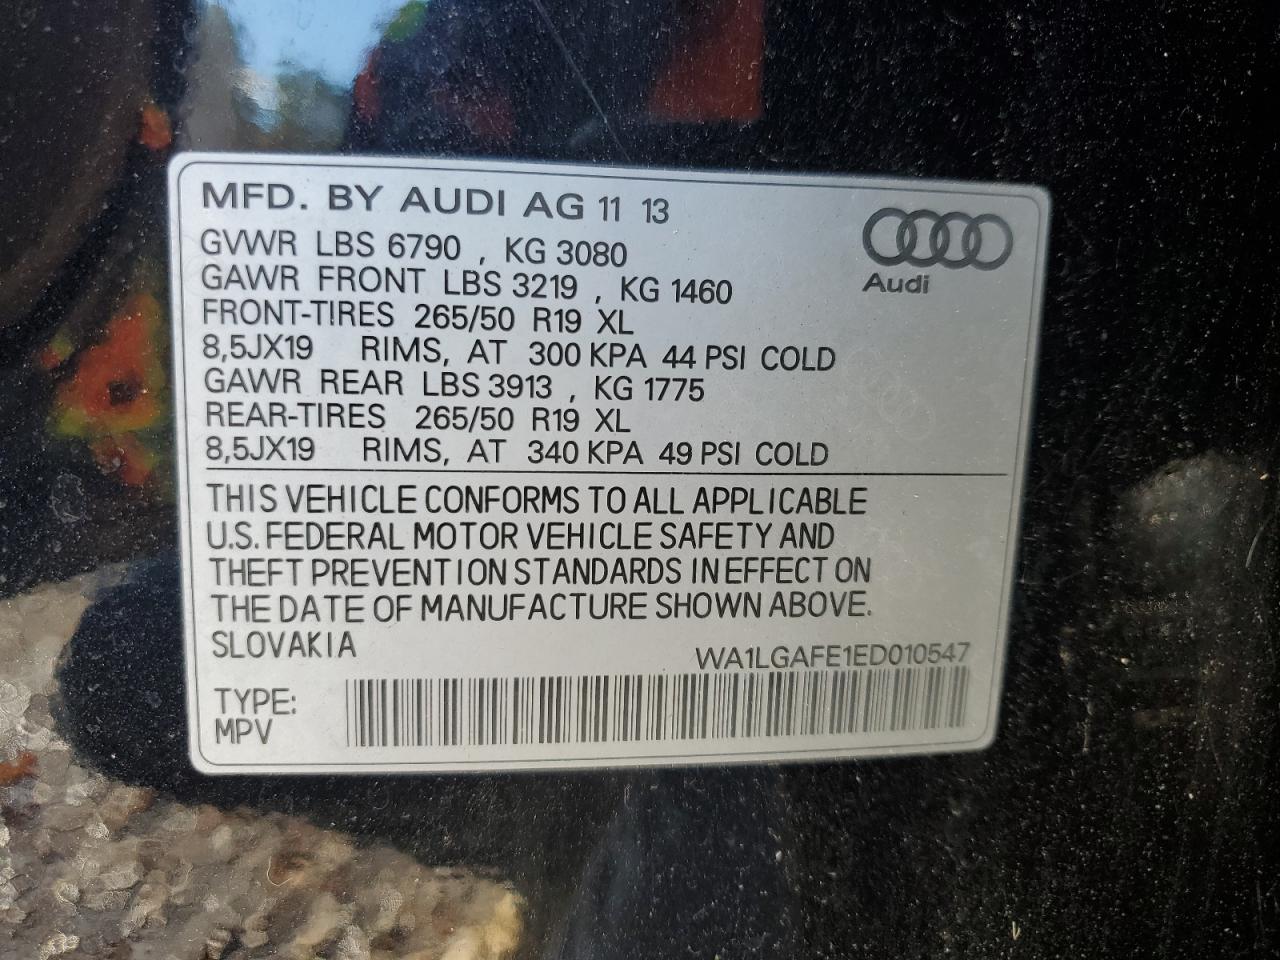 MFD. BY AUDI AG 11 13
GVWR LBS 6790 , KG 3080
GAWR FRONT LBS 3219 , KG 1460
FRONT-TIRES 265/50 R19 XL
8,5JX19 RIMS, AT 300 KPA 44 PSI COLD
GAWR REAR LBS 3913 , KG 1775
REAR-TIRES 265/50 R19 XL
8,5JX19 RIMS, AT 340 KPA 49 PSI COLD
Audi
THIS VEHICLE CONFORMS TO ALL APPLICABLE
U.S. FEDERAL MOTOR VEHICLE SAFETY AND
THEFT PREVENTION STANDARDS IN EFFECT ON
THE DATE OF MANUFACTURE SHOWN ABOVE.
SLOVAKIA
WA1LGAFE1ED010547
TYPE:
MPV